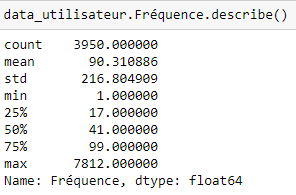 data_utilisateur.Fréquence.describe()
count    3950.000000
mean       90.310886
std       216.804909
min         1.000000
25%        17.000000
50%        41.000000
75%        99.000000
max      7812.000000
Name: Fréquence, dtype: float64